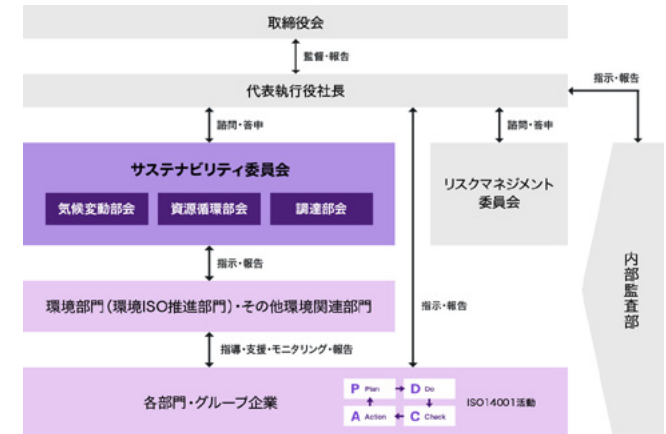 取締役会
監督・報告
代表執行役社長
指示・報告
諮問・答申
諮問・答申
サステナビリティ委員会
気候変動部会
資源循環部会
調達部会
リスクマネジメント
委員会
指示・報告
環境部門（環境ISO推進部門）・その他環境関連部門
指示・報告
内部監査部
指導・支援・モニタリング・報告
各部門・グループ企業
P Plan
D Do
A Action
C Check
ISO14001活動